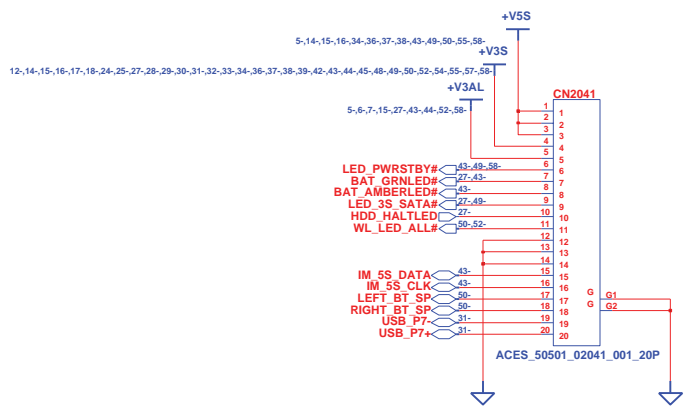 +V5S
5-,14-,15-,16-,34-,36-,37-,38-,43-,49-,50-,55-,58-
+V3S
12-,14-,15-,16-,17-,18-,24-,25-,27-,28-,29-,30-,31-,32-,33-,34-,36-,37-,38-,39-,42-,43-,44-,45-,48-,49-,50-,52-,54-,55-,57-,58-
+V3AL
5-,6-,7-,15-,27-,43-,44-,52-,58-
CN2041
1 1
2 2
3 3
4 4
5 5
LED_PWRSTBY# 43-,49-,58- 6 6
BAT_GRNLED# 27-,43- 7 7
BAT_AMBERLED# 43- 8 8
LED_3S_SATA# 27-,49- 9 9
HDD_HALTLED 27- 10 10
WL_LED_ALL# 50-,52- 11 11
12 12
13 13
14 14
IM_5S_DATA 43- 15 15
IM_5S_CLK 43- 16 16
LEFT_BT_SP 50- 17 17 G G1
RIGHT_BT_SP 50- 18 18 G G2
USB_P7- 31- 19 19
USB_P7+ 31- 20 20
ACES_50501_02041_001_20P